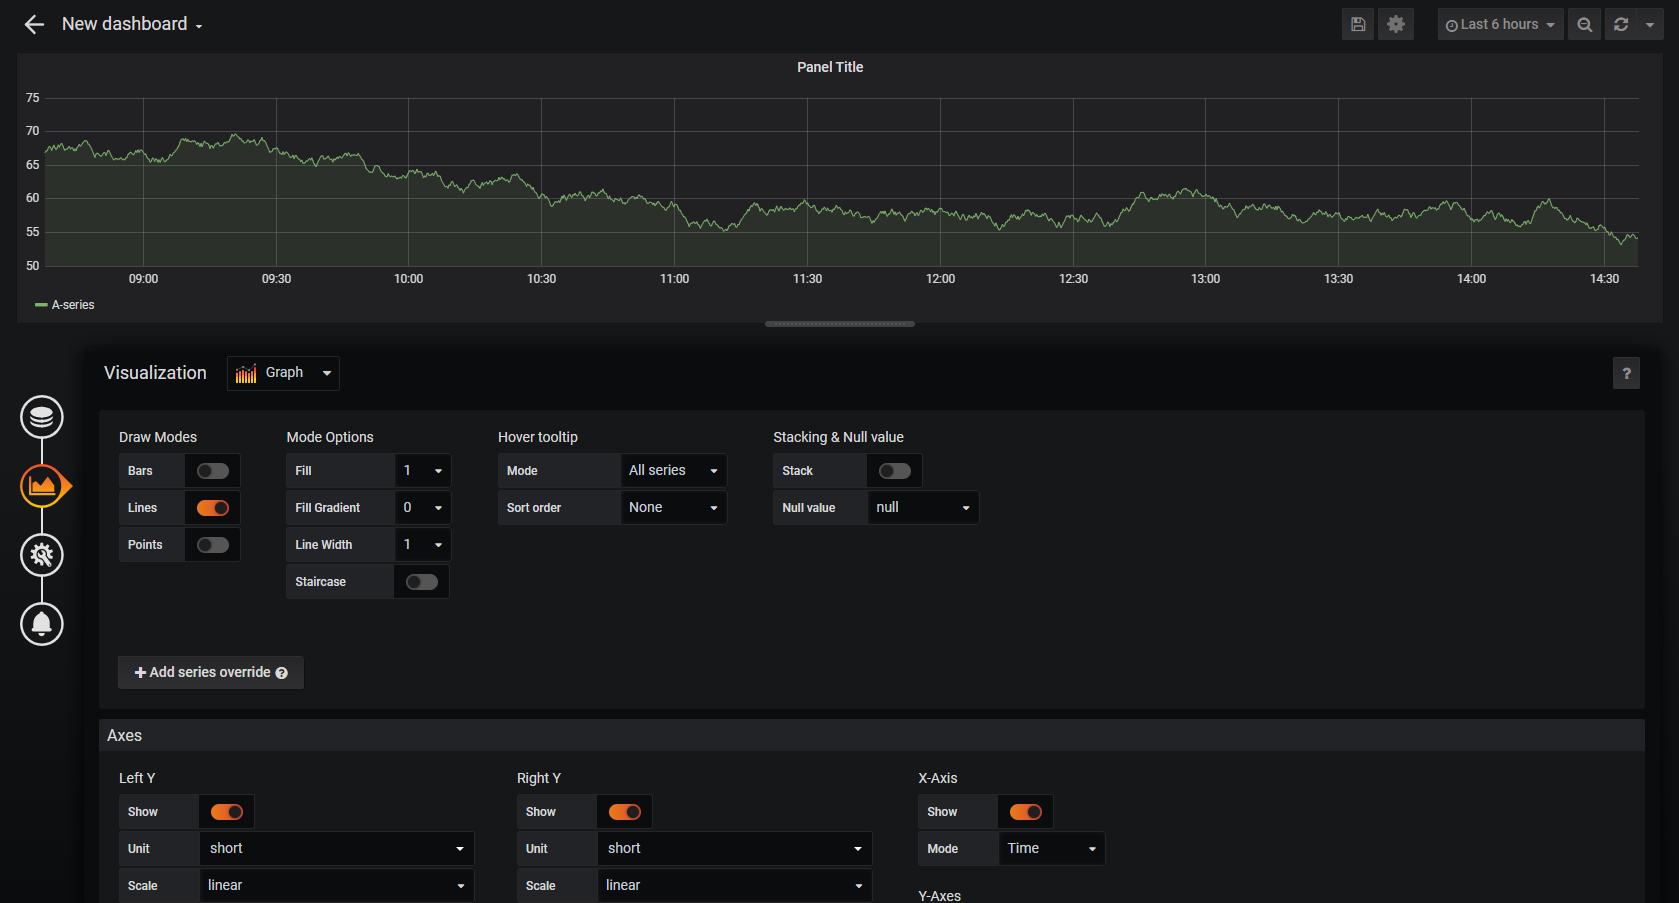 New dashboard
Last 6 hours
Panel Title
75
70
65
60
55
50
09:00 09:30 10:00 10:30 11:00 11:30 12:00 12:30 13:00 13:30 14:00 14:30
A-series
Visualization Graph ?
Draw Modes Mode Options Hover tooltip Stacking & Null value
Bars Fill 1 Mode All series Stack
Lines Fill Gradient 0 Sort order None Null value null
Points Line Width 1
Staircase
+ Add series override ?
Axes
Left Y Right Y X-Axis
Show Show Show
Unit short Unit short Mode Time
Scale linear Scale linear
Y-Axes